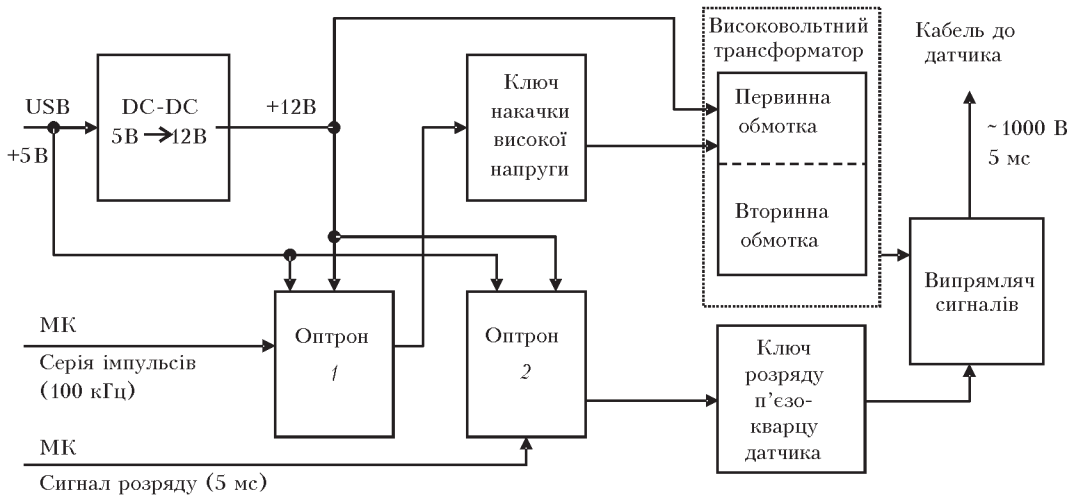 USB
+5В
DC-DC
5В → 12В
+12В
Ключ
накачки
високої
напруги
Високовольтний
трансформатор
Первинна
обмотка
Вторинна
обмотка
Кабель до
датчика
~1000 В
5 мс
Випрямляч
сигналів
МК
Серія імпульсів
(100 кГц)
Оптрон
1
Оптрон
2
Ключ
розряду
п’єзо-
кварцу
датчика
МК
Сигнал розряду (5 мс)